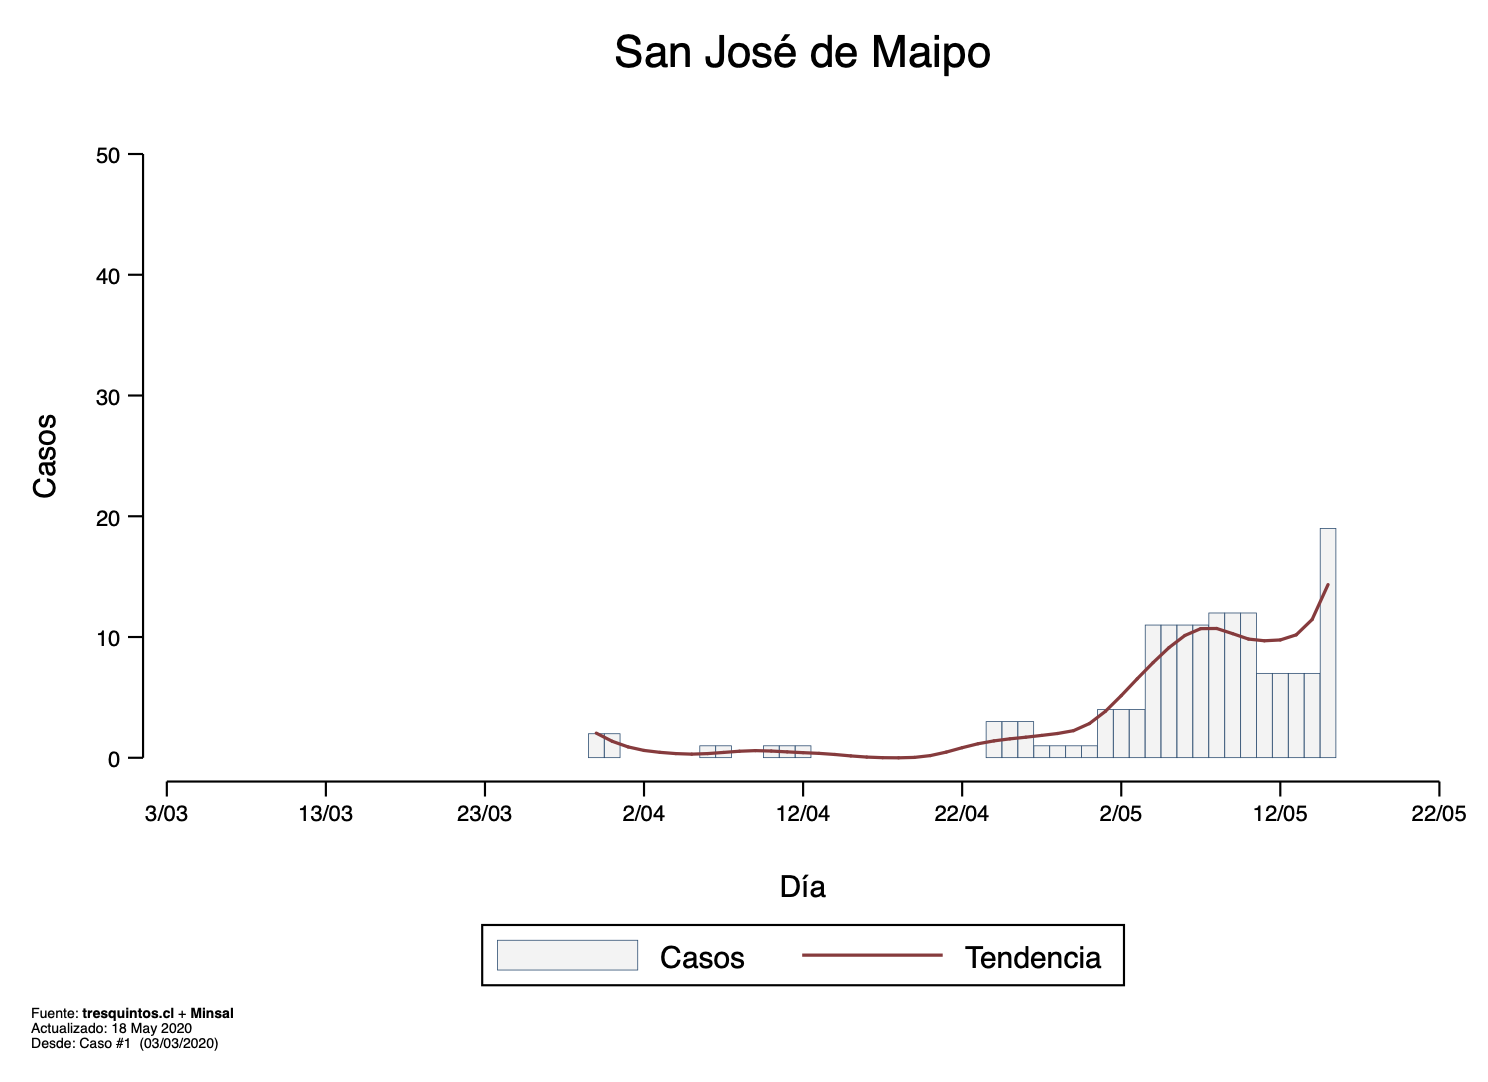 San José de Maipo
Casos
50
40
30
20
10
0
3/03 13/03 23/03 2/04 12/04 22/04 2/05 12/05 22/05
Día
Casos Tendencia
Fuente: tresquintos.cl + Minsal
Actualizado: 18 May 2020
Desde: Caso #1 (03/03/2020)